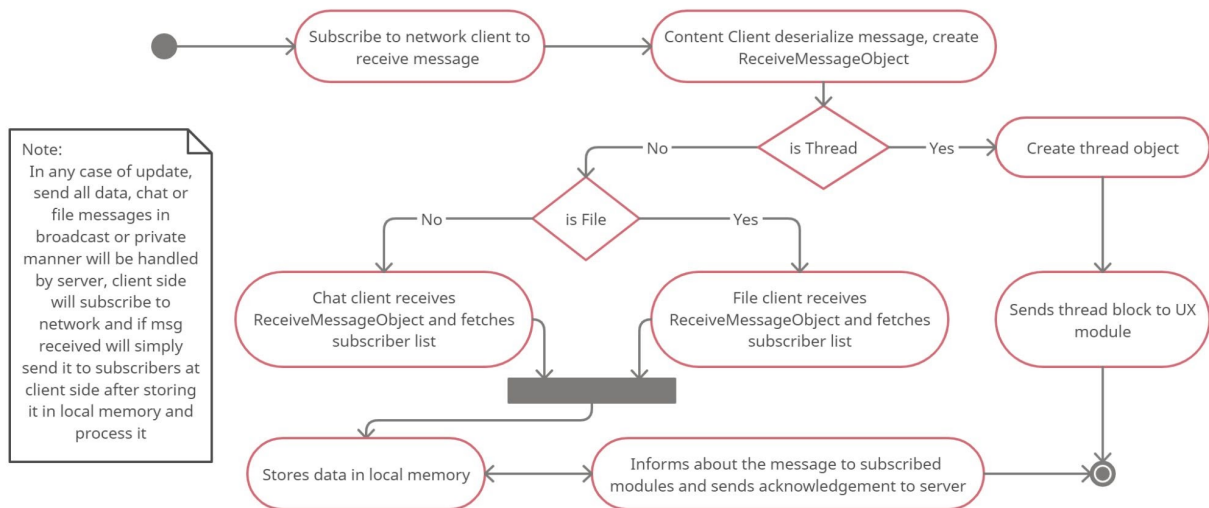 Subscribe to network client to
receive message
Content Client deserialize message, create
ReceiveMessageObject
Note:
In any case of update,
send all data, chat or
file messages in
broadcast or private
manner will be handled
by server, client side
will subscribe to
network and if msg
received will simply
send it to subscribers at
client side after storing
it in local memory and
process it
No
is Thread
Yes
Create thread object
No
is File
Yes
Chat client receives
ReceiveMessageObject and fetches
subscriber list
File client receives
ReceiveMessageObject and fetches
subscriber list
Sends thread block to UX
module
Stores data in local memory
Informs about the message to subscribed
modules and sends acknowledgement to server